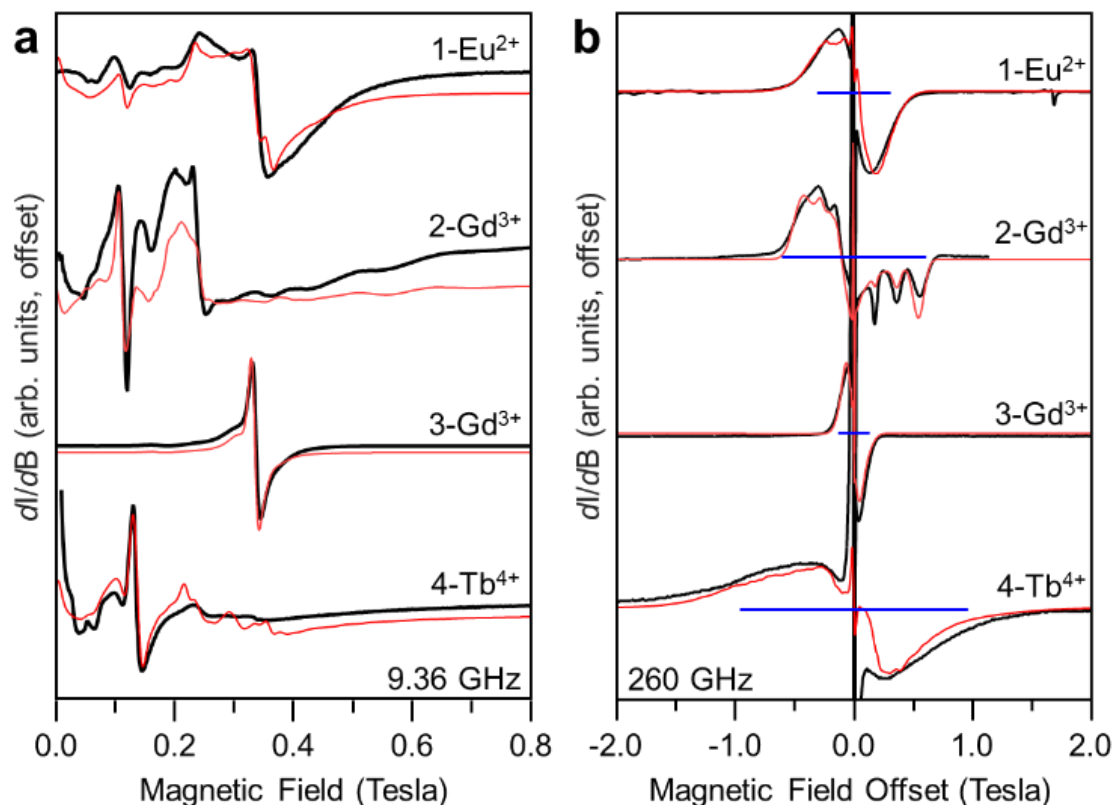 a
1-Eu²⁺
2-Gd³⁺
3-Gd³⁺
4-Tb⁴⁺
9.36 GHz
dI/dB (arb. units, offset)
0.0 0.2 0.4 0.6 0.8
Magnetic Field (Tesla)
b
1-Eu²⁺
2-Gd³⁺
3-Gd³⁺
4-Tb⁴⁺
260 GHz
dI/dB (arb. units, offset)
-2.0 -1.0 0.0 1.0 2.0
Magnetic Field Offset (Tesla)